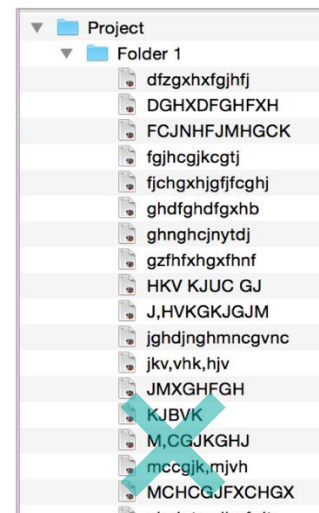 Project
Folder 1
dfzgxhxfgjhfj
DGHXDFGHFXH
FCJNHFJMHGCK
fgjhcgjkcgtj
fjchgxhjgfjfcghj
ghdfghdfgxhb
ghnghcjnytdj
gzfhfxhgxfhnf
HKV KJUC GJ
J,HVKGKJGJM
jghdjnghmncgvnc
jkv,vhk,hjv
JMXGHFGH
KJBVK
M,CGJKGHJ
mccgjk,mjvh
MCHCGJFXCHGX